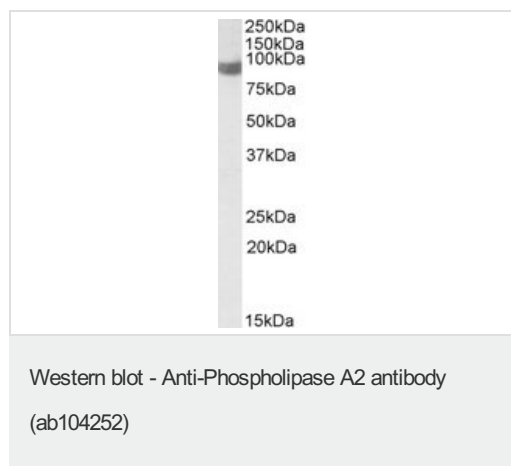 250kDa
150kDa
100kDa
75kDa
50kDa
37kDa
25kDa
20kDa
15kDa
Western blot - Anti-Phospholipase A2 antibody
(ab104252)